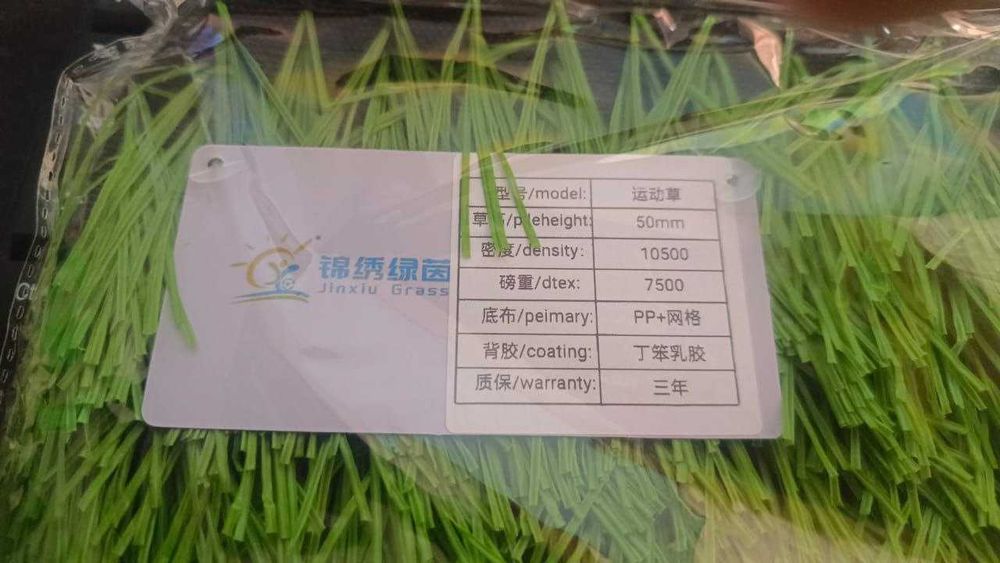 锦绣绿茵
Jinxiu Grass
型号/model: 运动草
草高/pileheight: 50mm
密度/density: 10500
磅重/dtex: 7500
底布/peimary: PP+网格
背胶/coating: 丁笨乳胶
质保/warranty: 三年